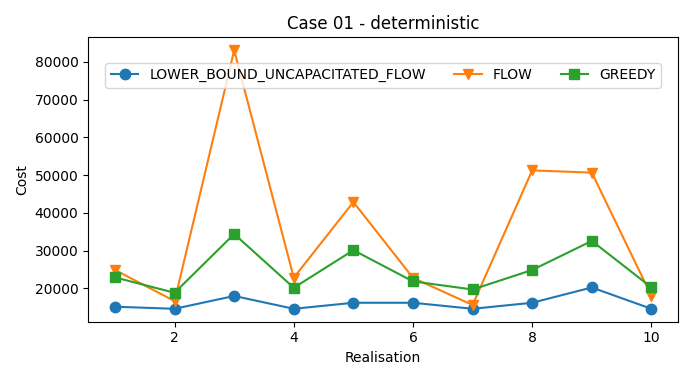 Case 01 - deterministic
LOWER_BOUND_UNCAPACITATED_FLOW FLOW GREEDY
80000
70000
60000
50000
40000
30000
20000
Cost
2 4 6 8 10
Realisation